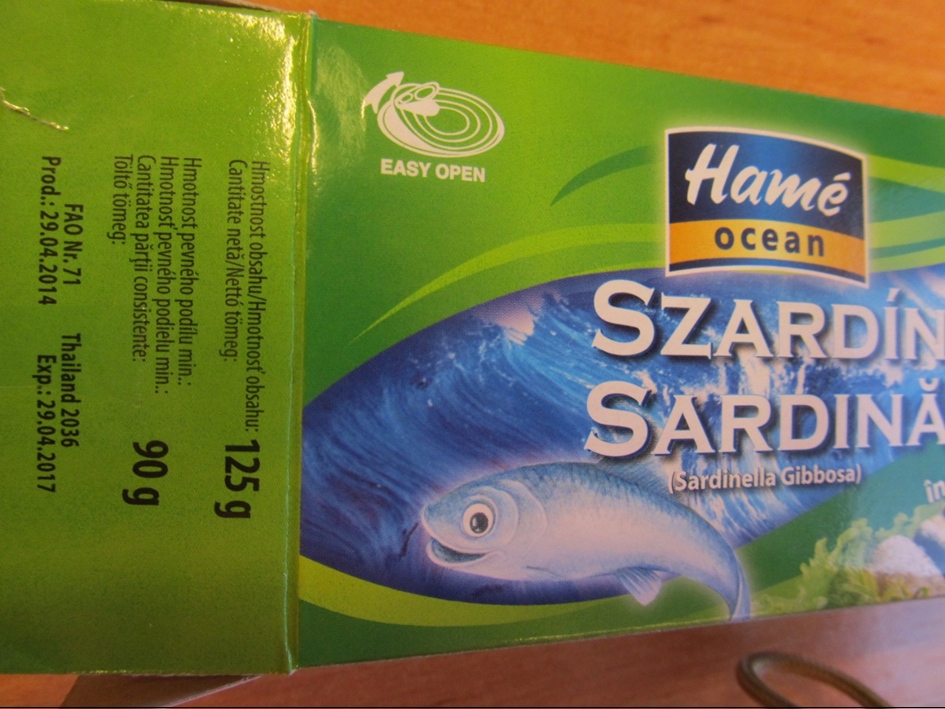 EASY OPEN
Hamé
ocean
SZARDÍN
SARDINĂ
(Sardinella Gibbosa)
în
Hmostnost obsahu/Hmotnosť obsahu: 125 g
Cantitate netă/Nettó tömeg:
Hmotnost pevného podílu min.:
Hmotnosť pevného podielu min.: 90 g
Cantitatea părții consistente:
Töltő tömeg:
FAO Nr. 71 Thailand 2036
Prod.: 29.04.2014 Exp.: 29.04.2017